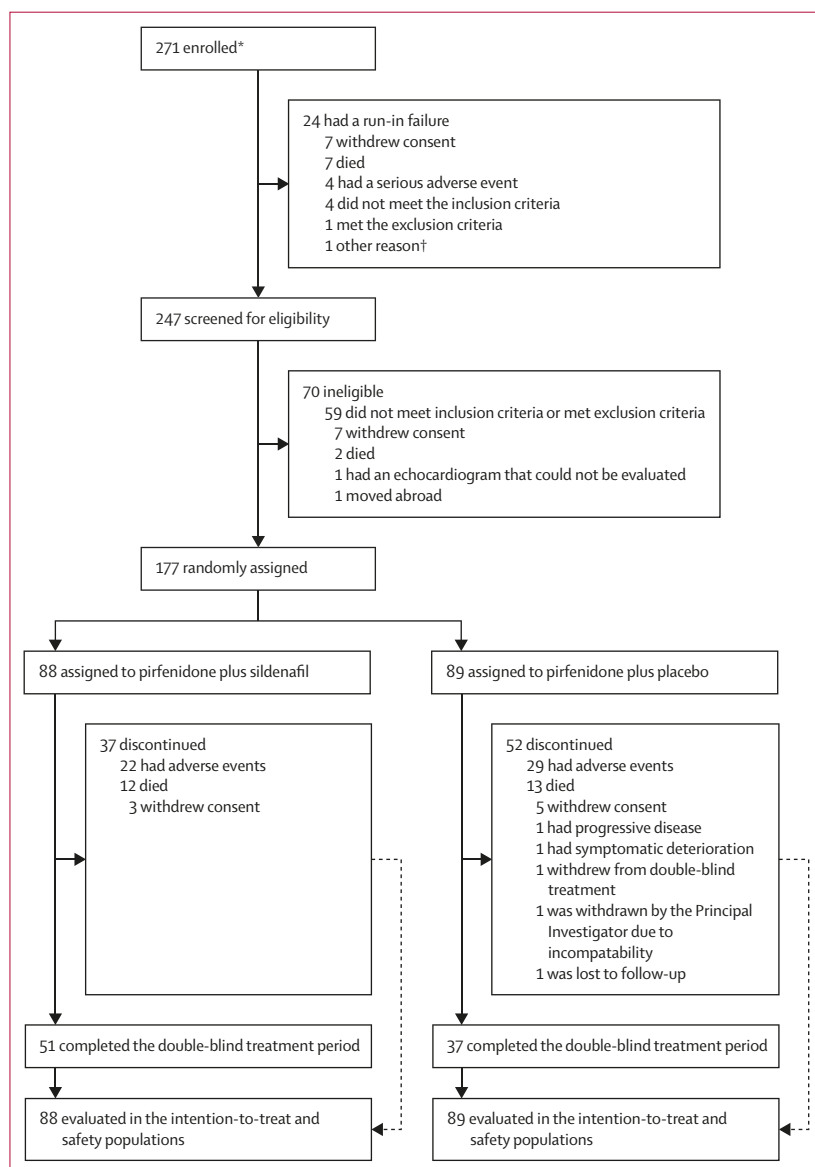 271 enrolled*
24 had a run-in failure
7 withdrew consent
7 died
4 had a serious adverse event
4 did not meet the inclusion criteria
1 met the exclusion criteria
1 other reason†
247 screened for eligibility
70 ineligible
59 did not meet inclusion criteria or met exclusion criteria
7 withdrew consent
2 died
1 had an echocardiogram that could not be evaluated
1 moved abroad
177 randomly assigned
88 assigned to pirfenidone plus sildenafil
89 assigned to pirfenidone plus placebo
37 discontinued
22 had adverse events
12 died
3 withdrew consent
52 discontinued
29 had adverse events
13 died
5 withdrew consent
1 had progressive disease
1 had symptomatic deterioration
1 withdrew from double-blind
treatment
1 was withdrawn by the Principal
Investigator due to
incompatability
1 was lost to follow-up
51 completed the double-blind treatment period
37 completed the double-blind treatment period
88 evaluated in the intention-to-treat and
safety populations
89 evaluated in the intention-to-treat and
safety populations